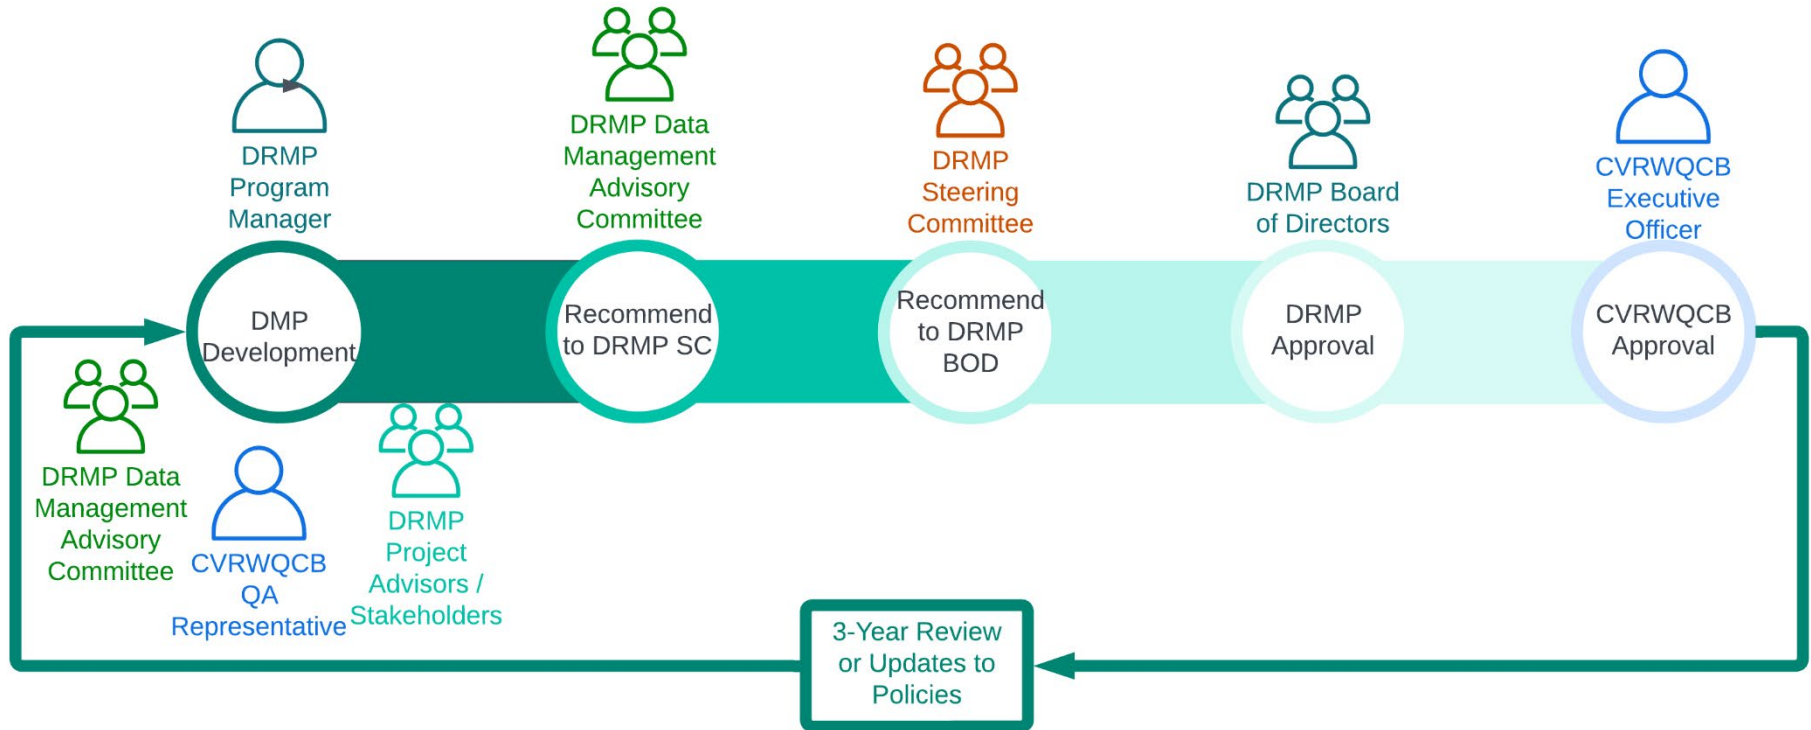 DRMP
Program
Manager
DRMP Data
Management
Advisory
Committee
DRMP
Steering
Committee
DRMP Board
of Directors
CVRWQCB
Executive
Officer
DMP
Development
Recommend
to DRMP SC
Recommend
to DRMP
BOD
DRMP
Approval
CVRWQCB
Approval
DRMP Data
Management
Advisory
Committee
CVRWQCB
QA
Representative
DRMP
Project
Advisors /
Stakeholders
3-Year Review
or Updates to
Policies